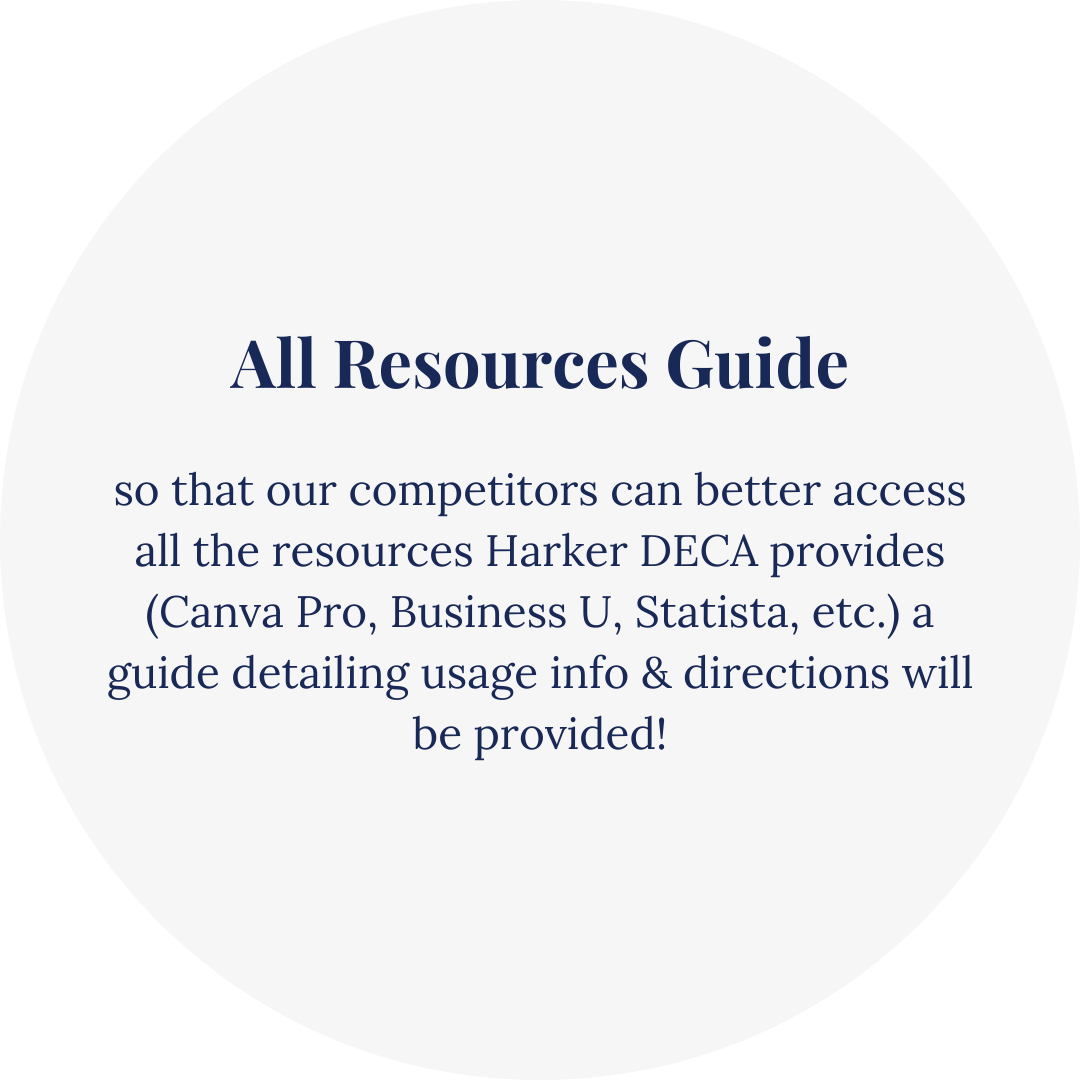 All Resources Guide
so that our competitors can better access
all the resources Harker DECA provides
(Canva Pro, Business U, Statista, etc.) a
guide detailing usage info & directions will
be provided!